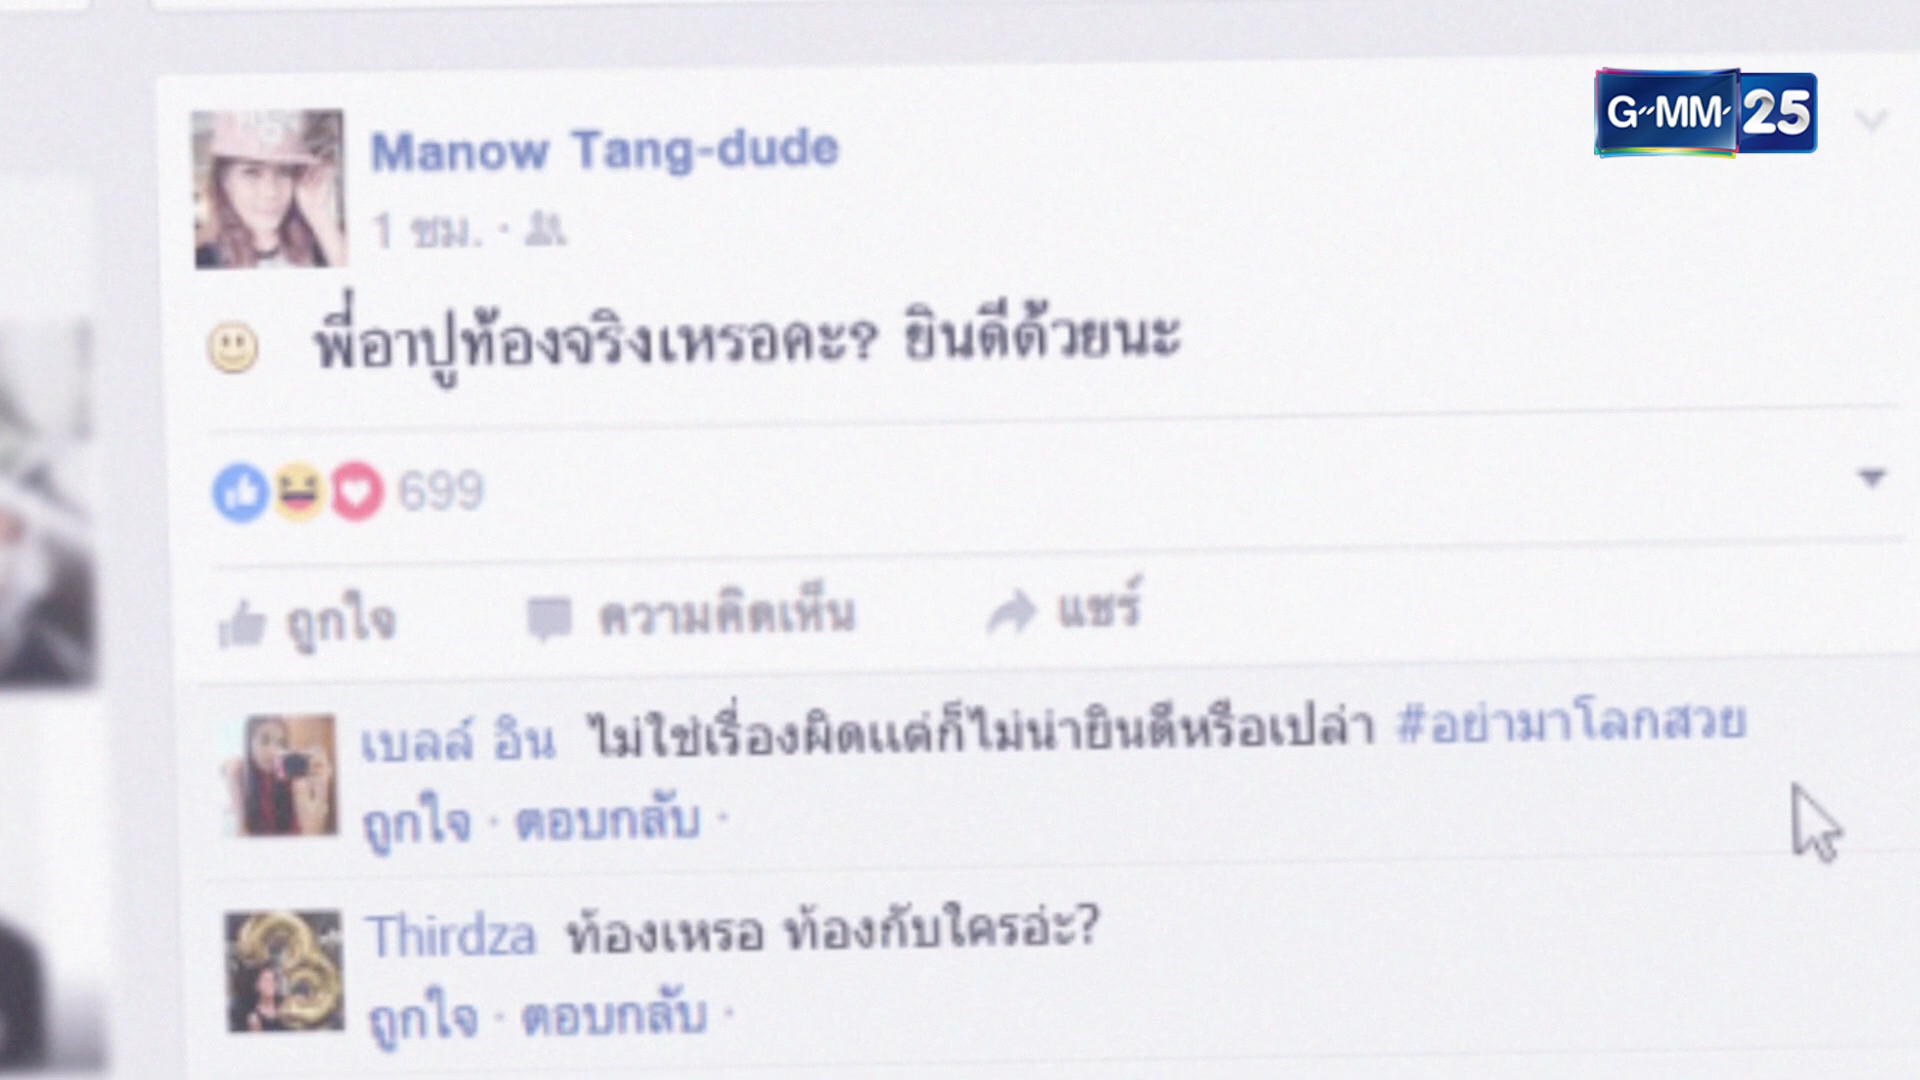 GMM 25
Manow Tang-dude
1 ชม.
พี่อาปูท้องจริงเหรอคะ? ยินดีด้วยนะ
699
ถูกใจ ความคิดเห็น แชร์
เบลล์ อิน ไม่ใช่เรื่องผิดแต่ก็ไม่น่ายินดีหรือเปล่า #อย่ามาโลกสวย
ถูกใจ · ตอบกลับ ·
Thirdza ท้องเหรอ ท้องกับใครอ่ะ?
ถูกใจ · ตอบกลับ ·